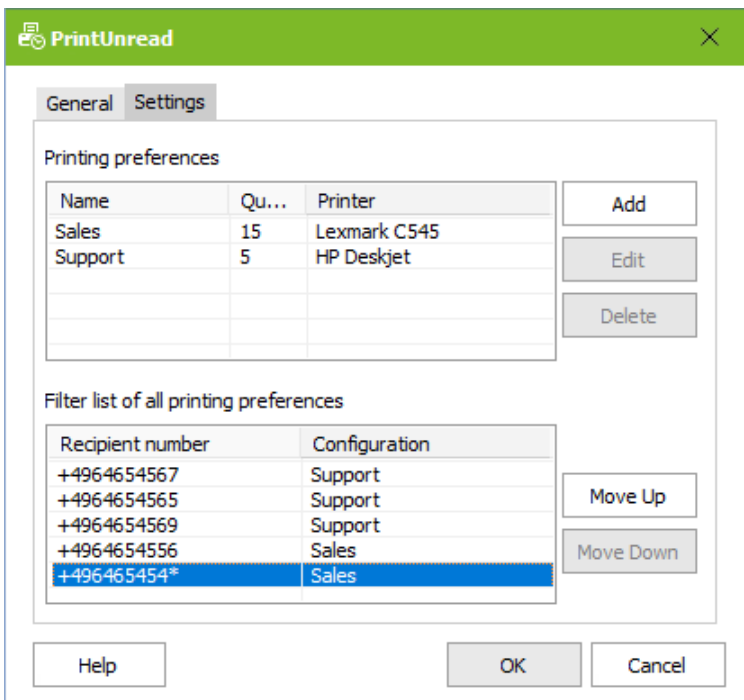 PrintUnread
General Settings
Printing preferences
Name Qu... Printer
Sales 15 Lexmark C545
Support 5 HP Deskjet
Add
Edit
Delete
Filter list of all printing preferences
Recipient number Configuration
+4964654567 Support
+4964654565 Support
+4964654569 Support
+4964654556 Sales
+496465454* Sales
Move Up
Move Down
Help OK Cancel